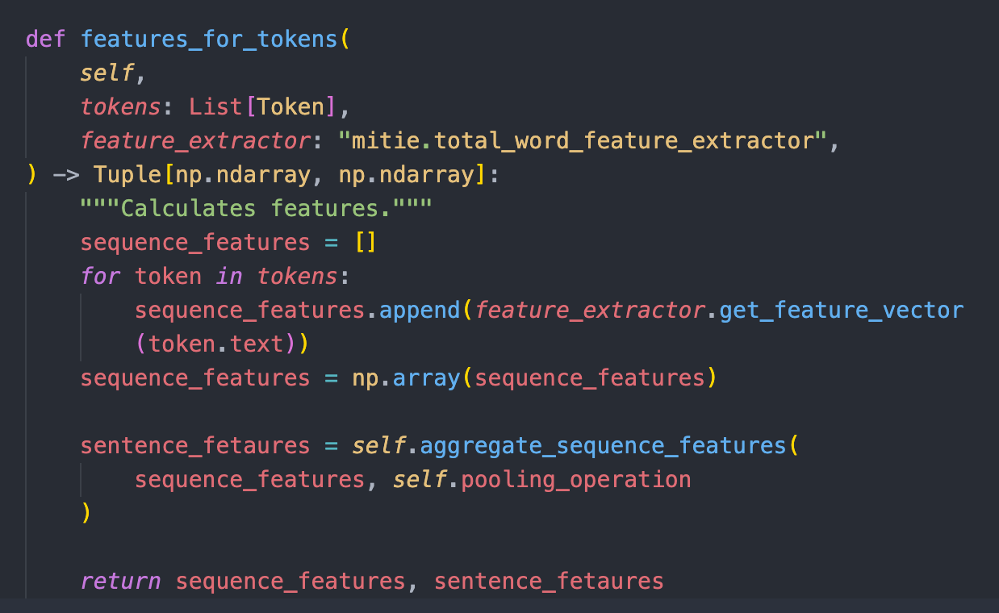 def features_for_tokens(
    self,
    tokens: List[Token],
    feature_extractor: "mitie.total_word_feature_extractor",
) -> Tuple[np.ndarray, np.ndarray]:
    """Calculates features."""
    sequence_features = []
    for token in tokens:
        sequence_features.append(feature_extractor.get_feature_vector
        (token.text))
    sequence_features = np.array(sequence_features)

    sentence_fetaures = self.aggregate_sequence_features(
        sequence_features, self.pooling_operation
    )

    return sequence_features, sentence_fetaures